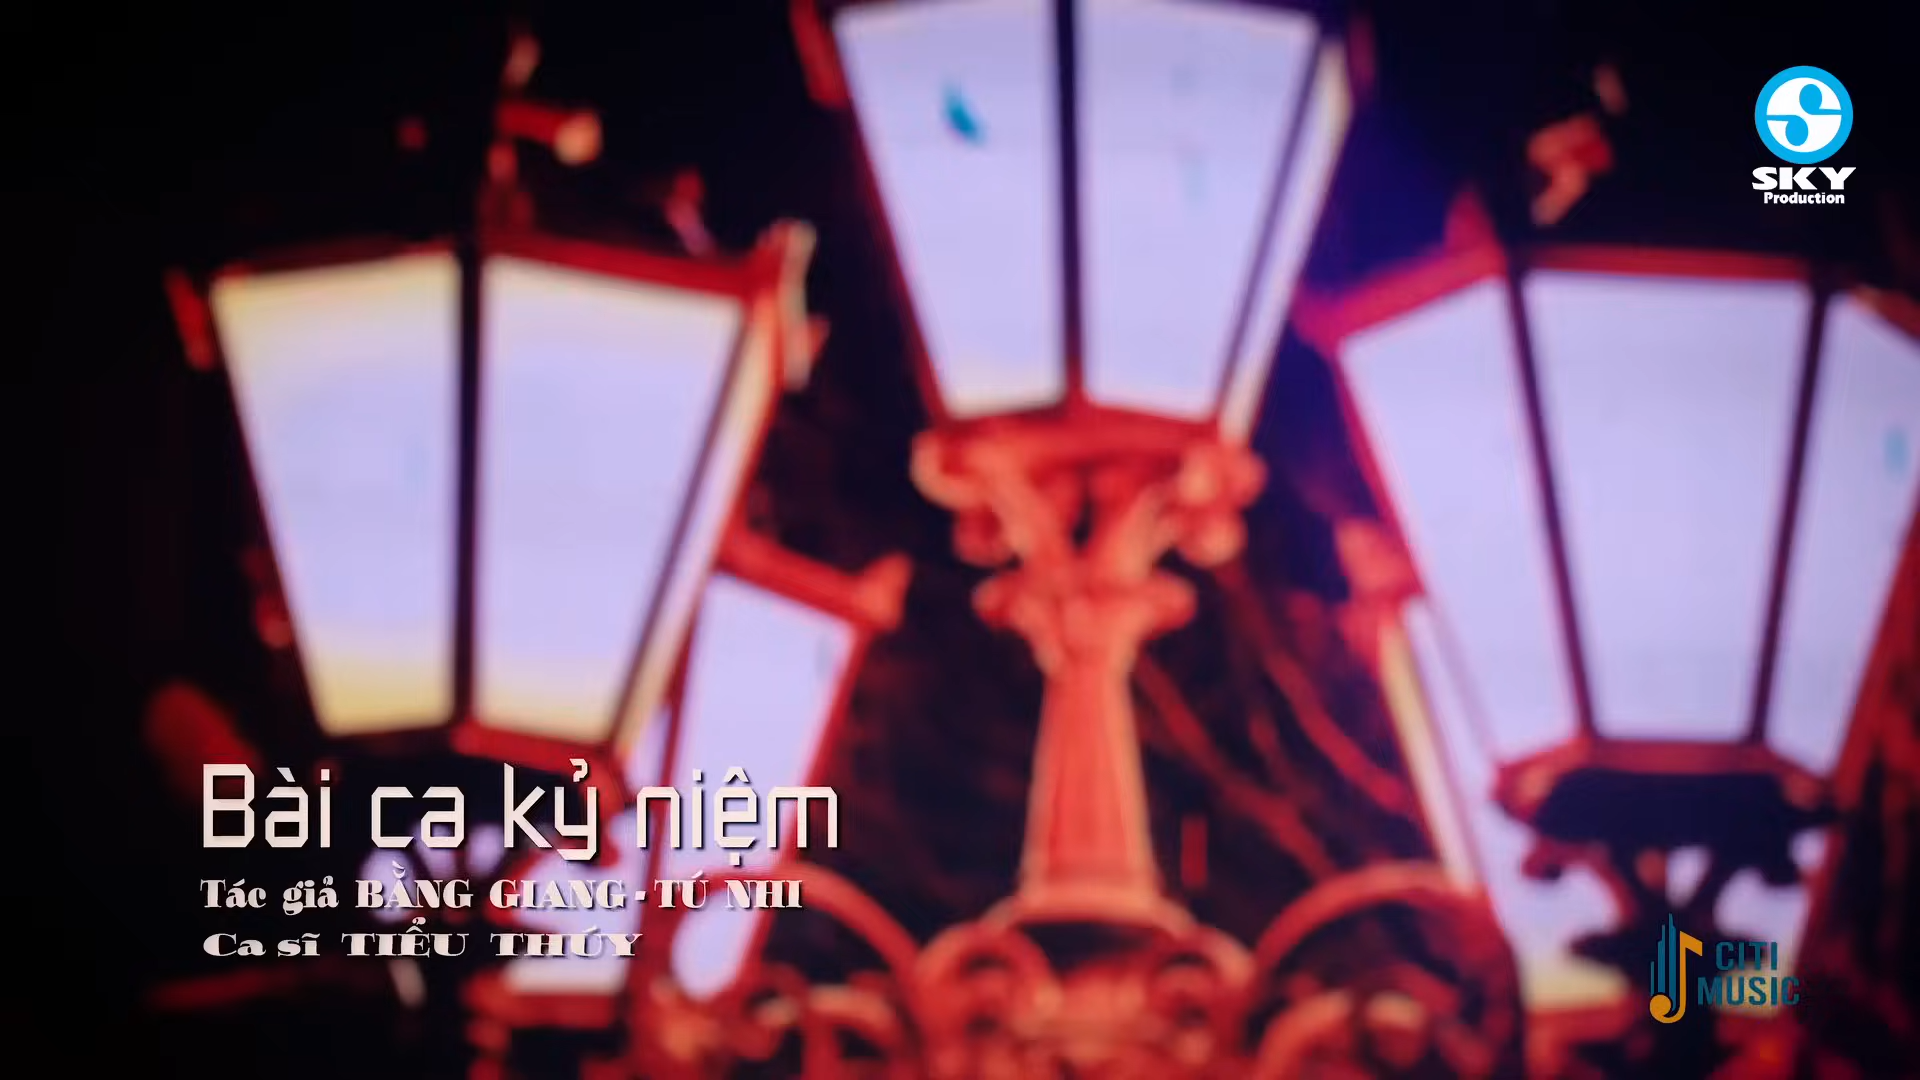 SKY
Production
Bài ca kỷ niệm
Tác giả BẰNG GIANG - TÚ NHI
Ca sĩ TIỂU THÚY
CITI
MUSIC